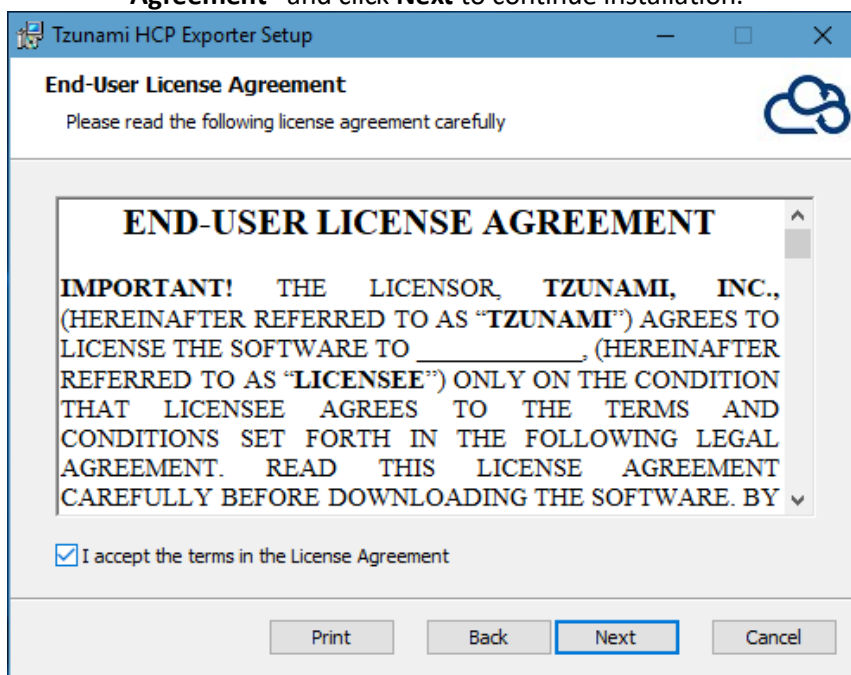 Agreement" and click Next to continue installation.
Tzunami HCP Exporter Setup
End-User License Agreement
Please read the following license agreement carefully
END-USER LICENSE AGREEMENT
IMPORTANT! THE LICENSOR, TZUNAMI, INC.,
(HEREINAFTER REFERRED TO AS “TZUNAMI”) AGREES TO
LICENSE THE SOFTWARE TO _______________, (HEREINAFTER
REFERRED TO AS “LICENSEE”) ONLY ON THE CONDITION
THAT LICENSEE AGREES TO THE TERMS AND
CONDITIONS SET FORTH IN THE FOLLOWING LEGAL
AGREEMENT. READ THIS LICENSE AGREEMENT
CAREFULLY BEFORE DOWNLOADING THE SOFTWARE. BY
I accept the terms in the License Agreement
Print Back Next Cancel